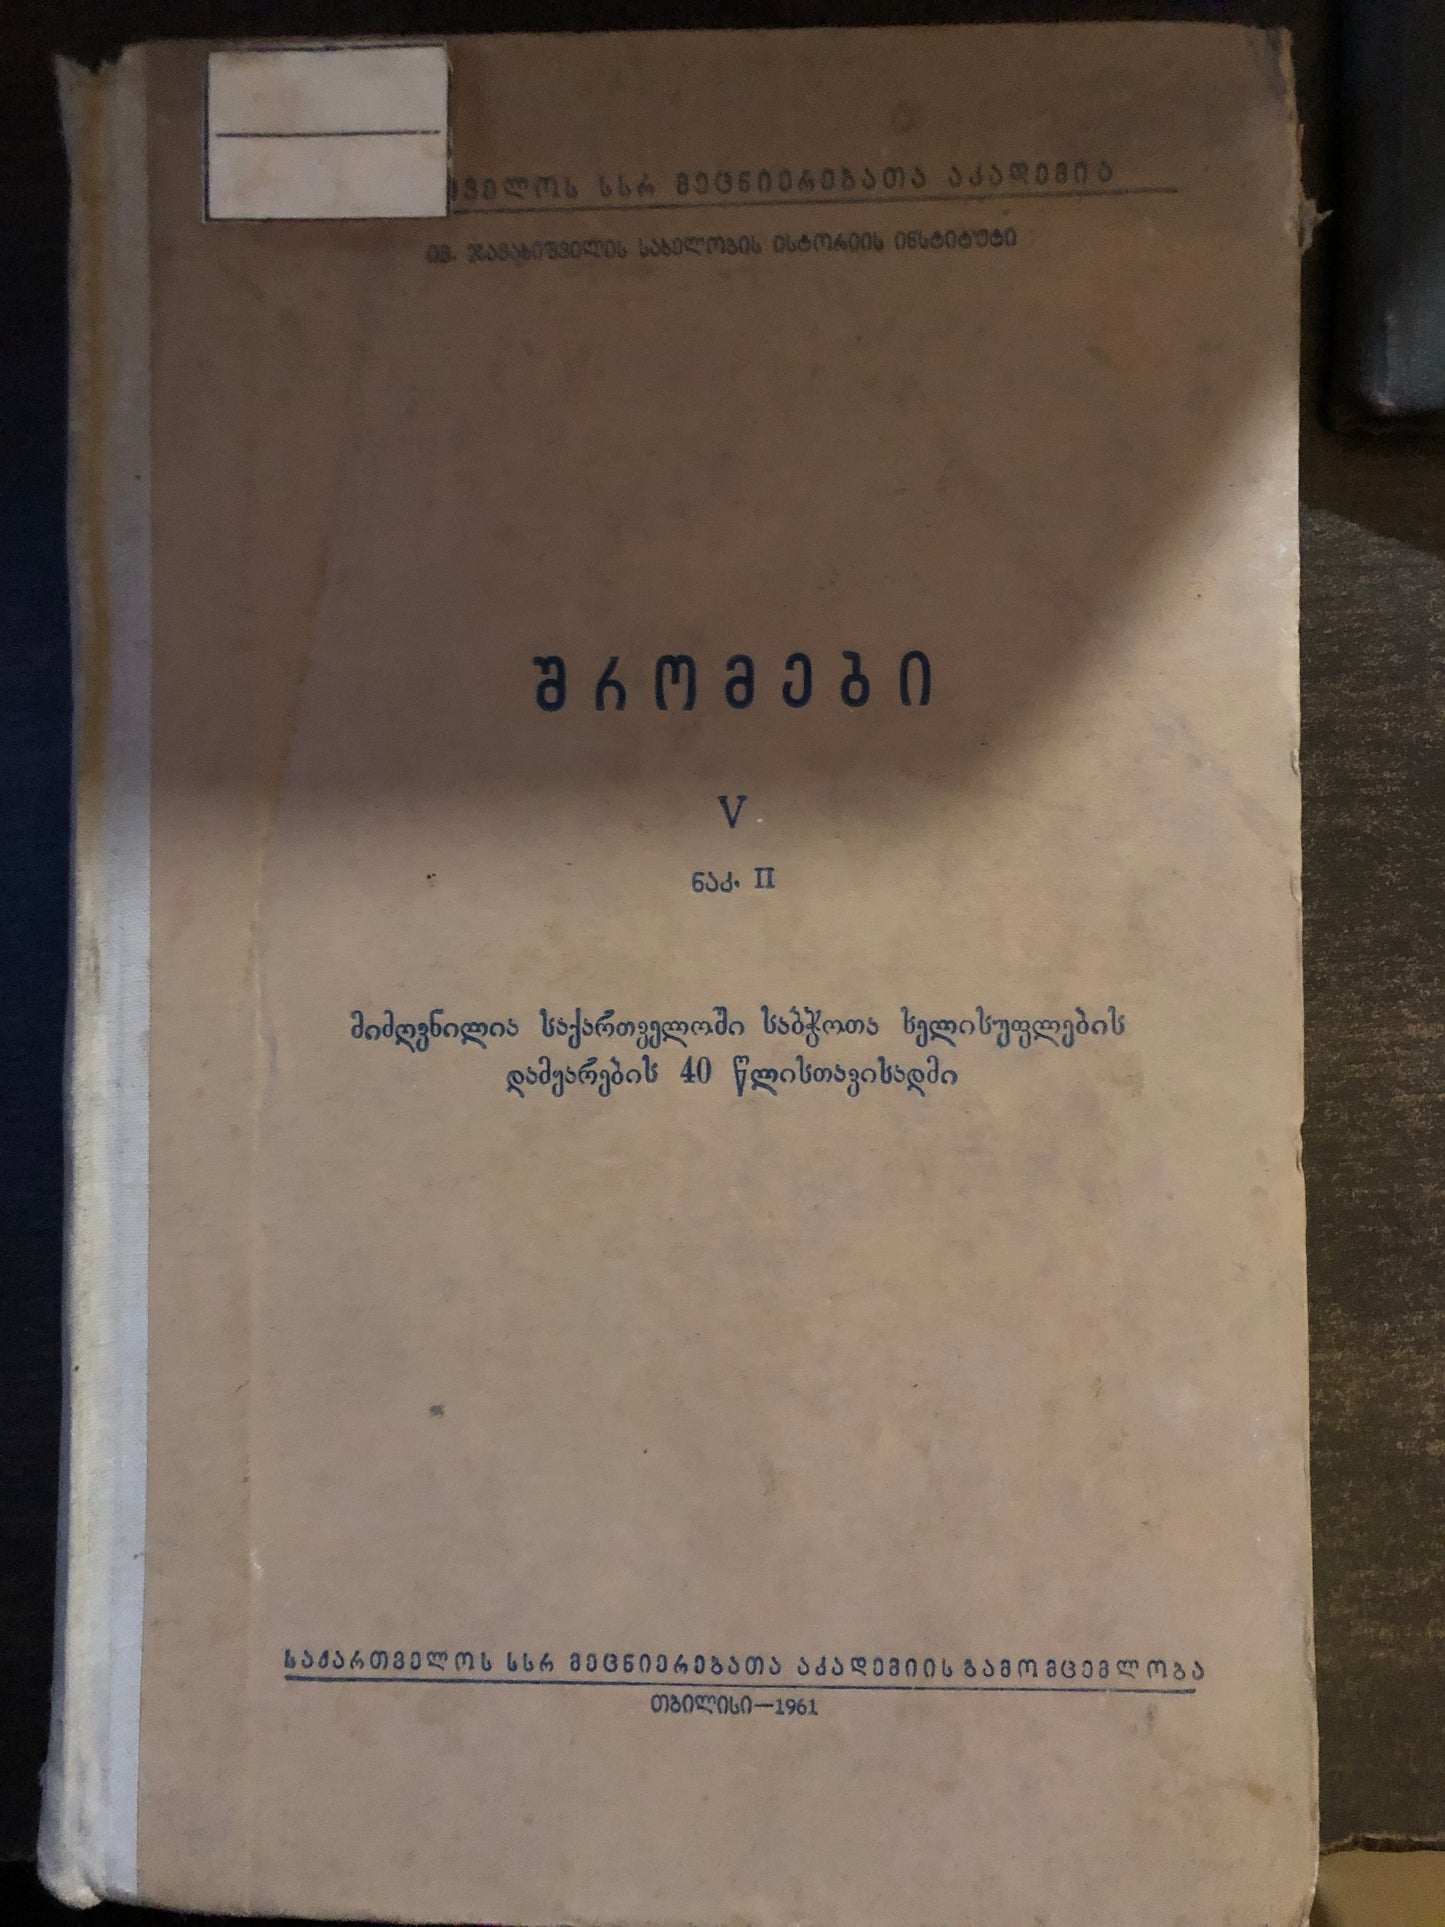 თველოს სსრ მეცნიერებათა აკადემია
ივ. ჯავახიშვილის სახელობის ისტორიის ინსტიტუტი
შრომები
V
ნაკ. II
მიძღვნილია საქართველოში საბჭოთა ხელისუფლების
დამყარების 40 წლისთავისადმი
საქართველოს სსრ მეცნიერებათა აკადემიის გამომცემლობა
თბილისი—1961